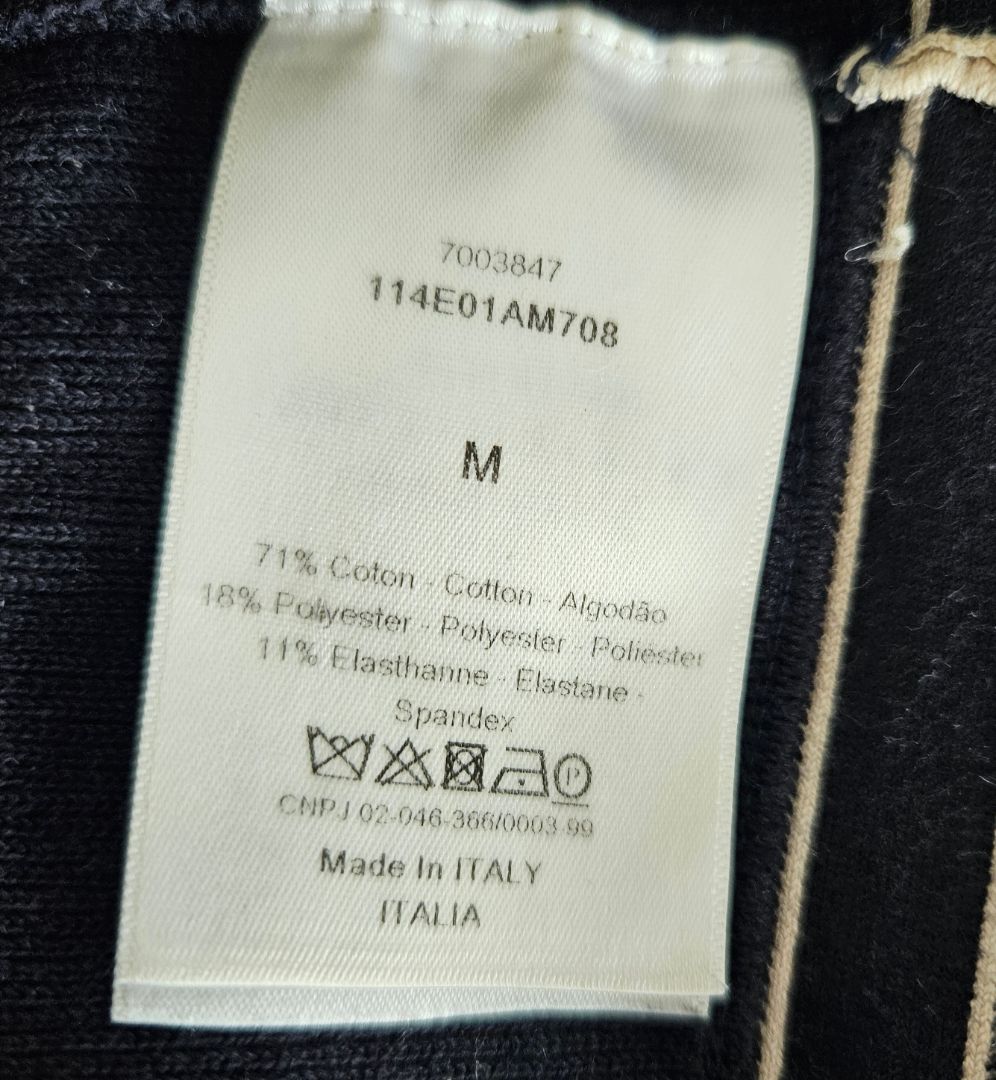 7003847
114E01AM708
M
71% Coton - Cotton - Algodão
18% Polyester - Polyester - Poliester
11% Elasthanne - Elastane -
Spandex
P
CNPJ 02-046-366/0003-99
Made In ITALY
ITALIA